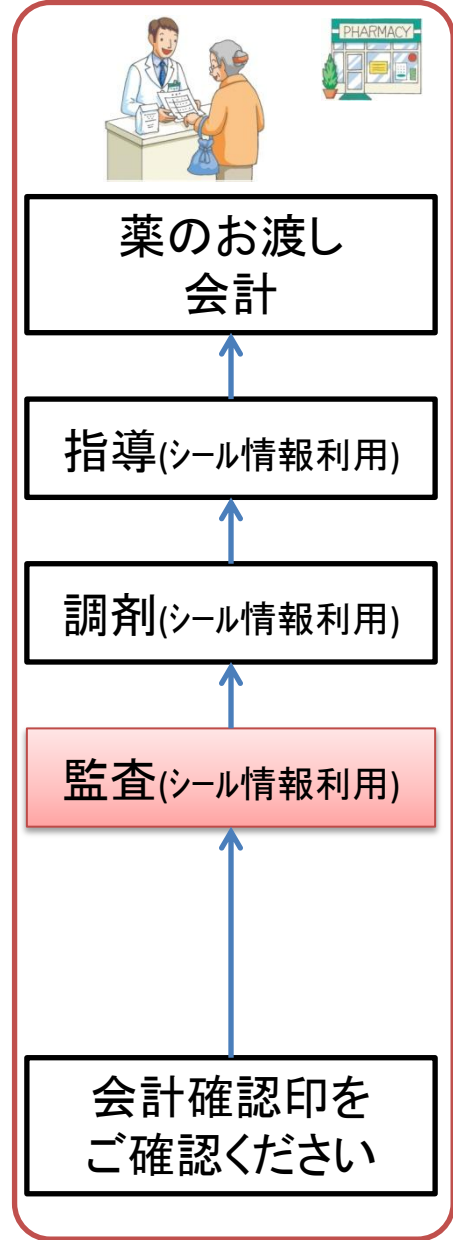 PHARMACY
薬のお渡し
会計
指導(シール情報利用)
調剤(シール情報利用)
監査(シール情報利用)
会計確認印を
ご確認ください